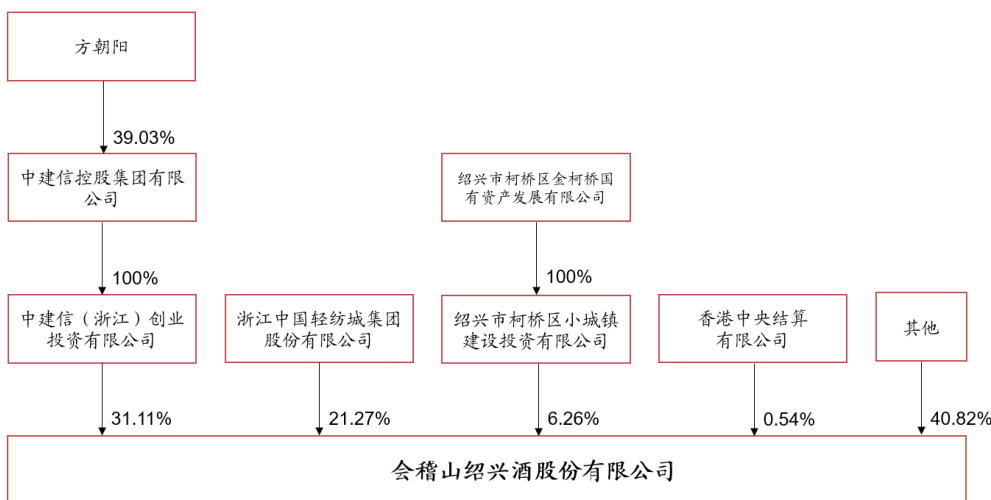 方朝阳
39.03%
中建信控股集团有限
公司
绍兴市柯桥区金柯桥国
有资产发展有限公司
100%
100%
中建信（浙江）创业
投资有限公司
浙江中国轻纺城集团
股份有限公司
绍兴市柯桥区小城镇
建设投资有限公司
香港中央结算
有限公司
其他
31.11%
21.27%
6.26%
0.54%
40.82%
会稽山绍兴酒股份有限公司